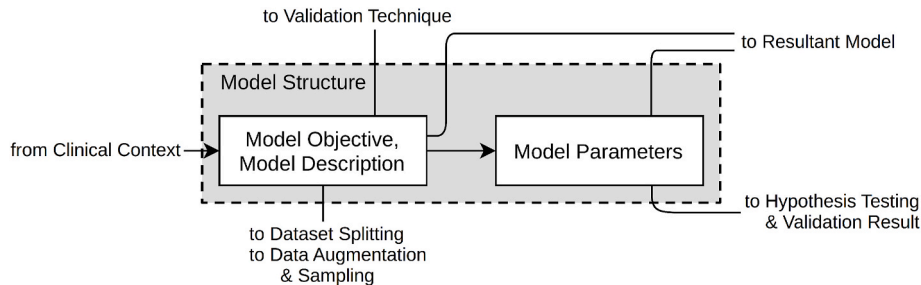 to Validation Technique
to Resultant Model
Model Structure
from Clinical Context
Model Objective,
Model Description
Model Parameters
to Hypothesis Testing
& Validation Result
to Dataset Splitting
to Data Augmentation
& Sampling